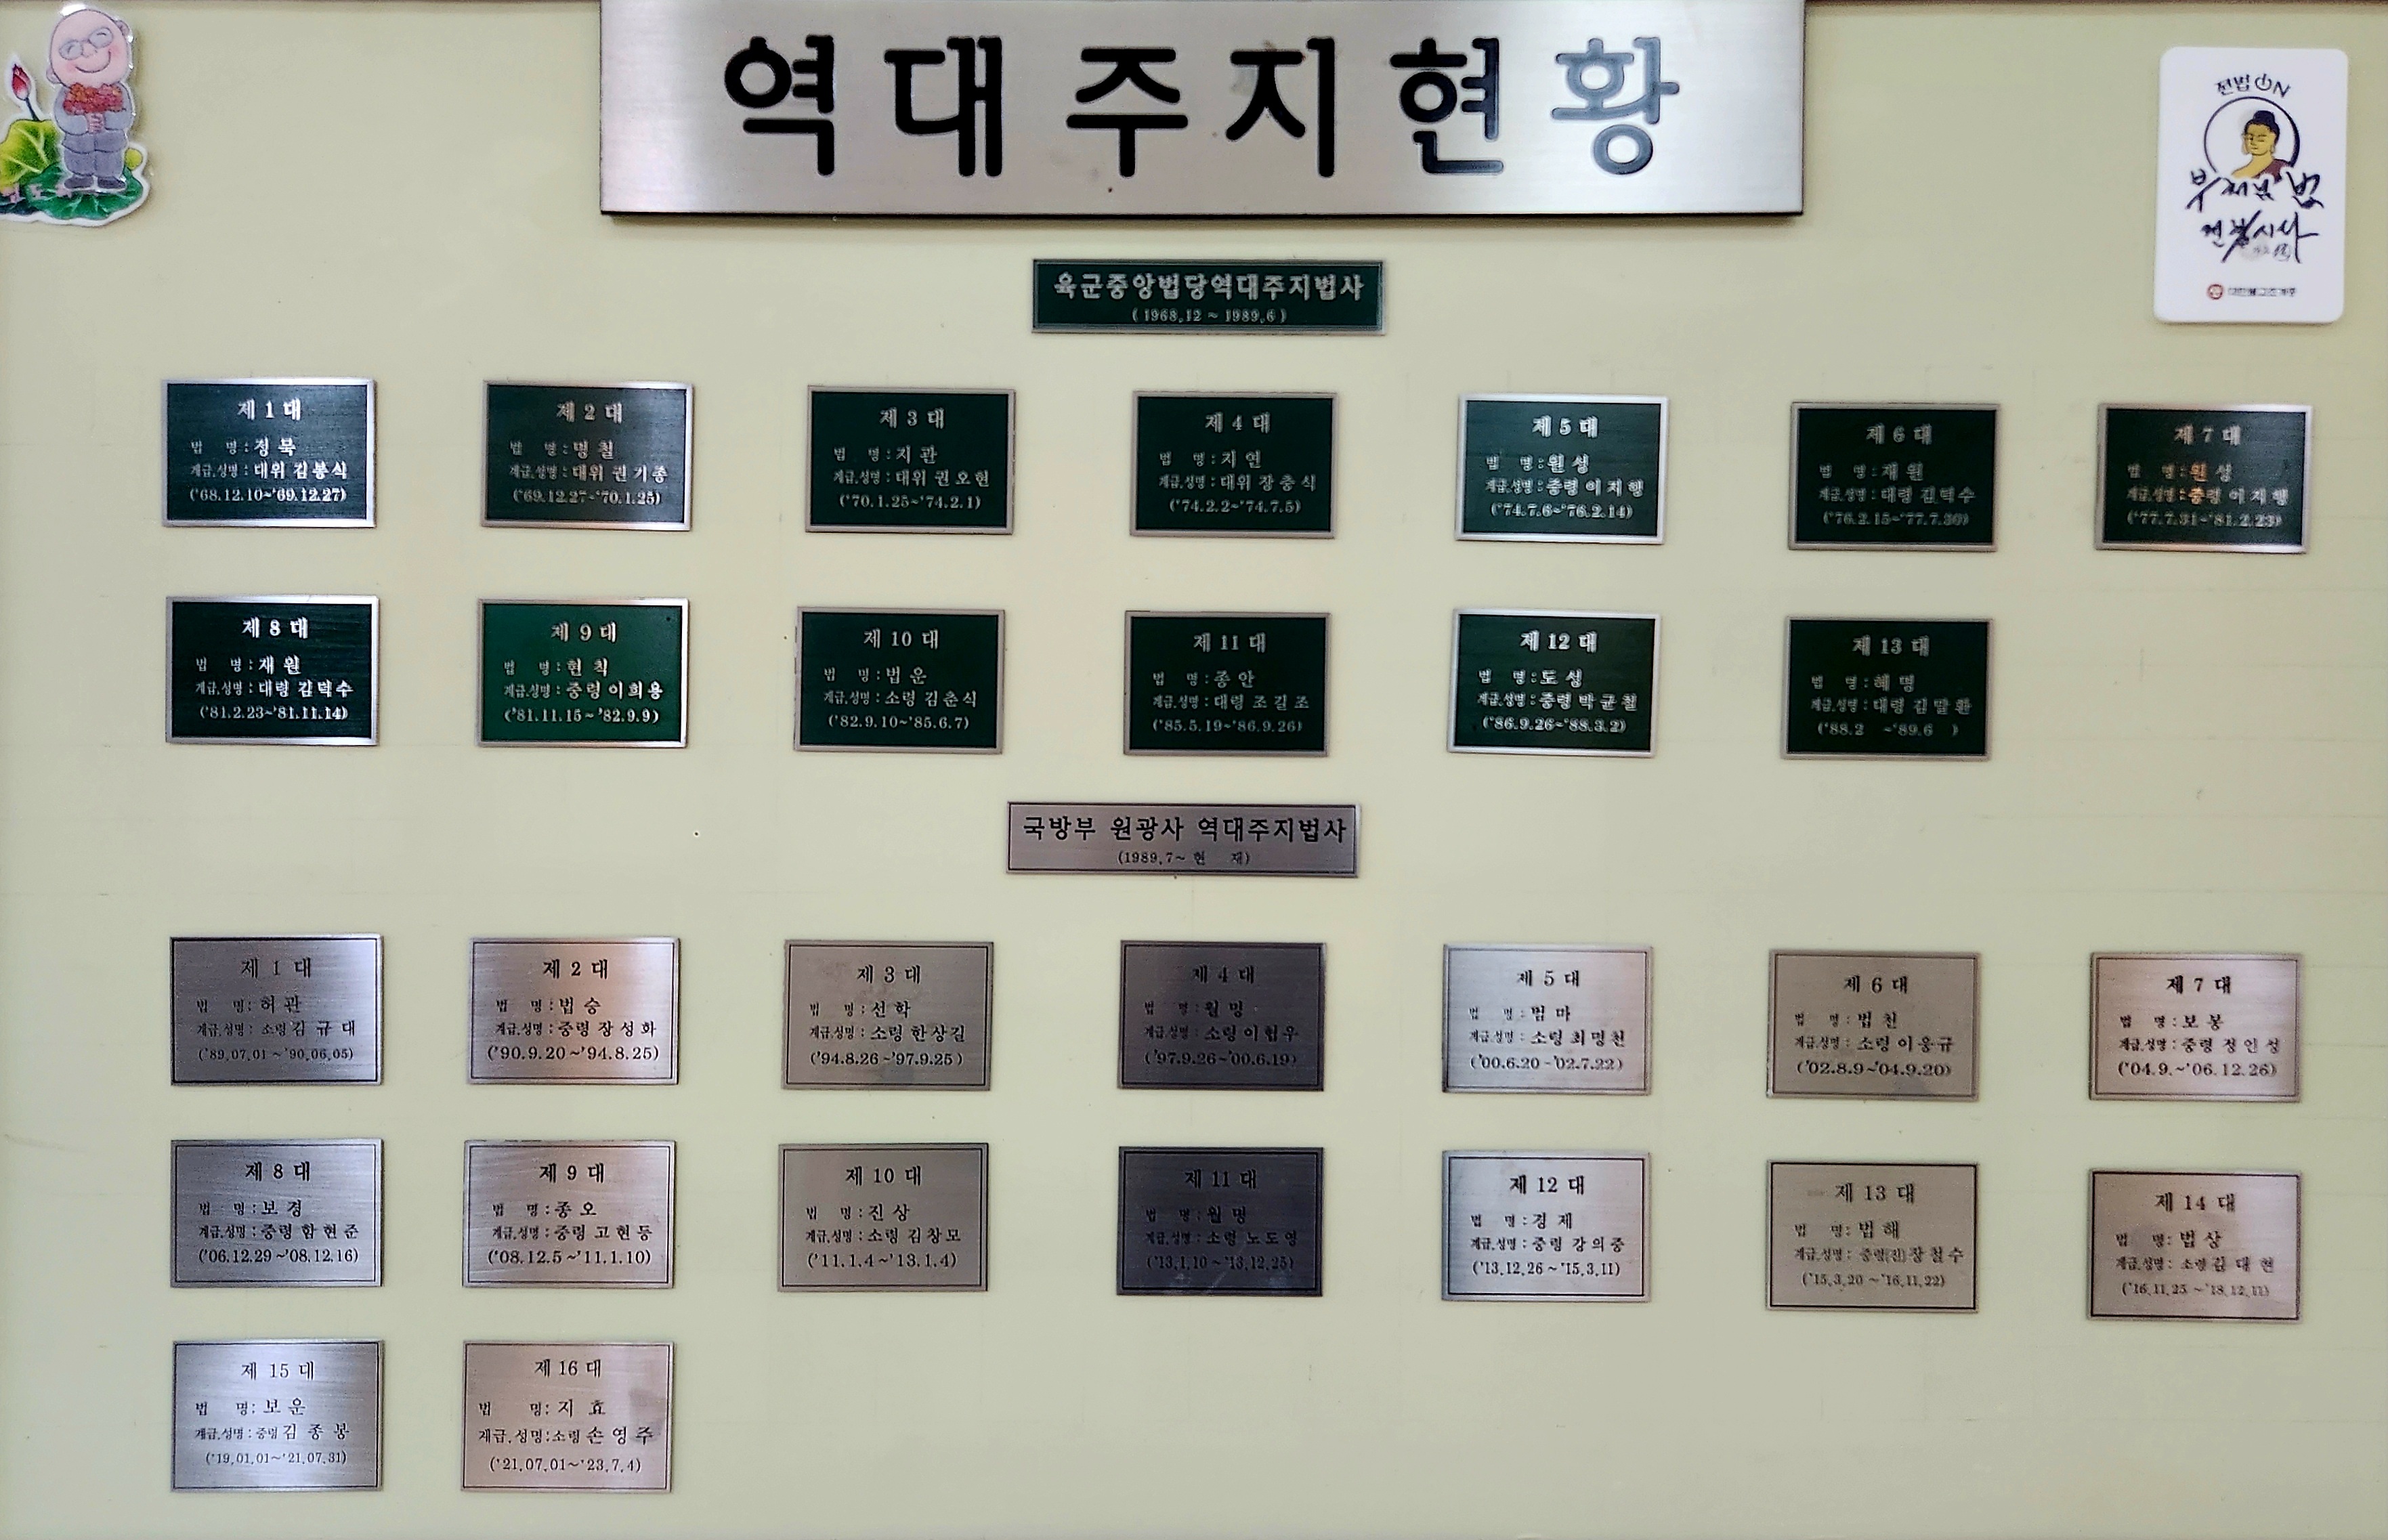 역대주지현황
전법ON
부처님 법
전합시다
대한불교조계종
육군중앙법당역대주지법사
(1968.12 ~ 1989.6)
제 1 대
법 명 : 정 북
계급.성명 : 대위 김봉식
('68.12.10~'69.12.27)
제 2 대
법 명 : 명 철
계급.성명 : 대위 권기종
('69.12.27~'70.1.25)
제 3 대
법 명 : 지 관
계급.성명 : 대위 권오현
('70.1.25~'74.2.1)
제 4 대
법 명 : 지 연
계급.성명 : 대위 장충식
('74.2.2~'74.7.5)
제 5 대
법 명 : 원 성
계급.성명 : 중령 이지행
('74.7.6~'76.2.14)
제 6 대
법 명 : 재 원
계급.성명 : 대령 김덕수
('76.2.15~'77.7.30)
제 7 대
법 명 : 원 성
계급.성명 : 중령 이지행
('77.7.31~'81.2.23)
제 8 대
법 명 : 재 원
계급.성명 : 대령 김덕수
('81.2.23~'81.11.14)
제 9 대
법 명 : 현 칙
계급.성명 : 중령 이희용
('81.11.15~'82.9.9)
제 10 대
법 명 : 법 운
계급.성명 : 소령 김춘식
('82.9.10~'85.6.7)
제 11 대
법 명 : 종 안
계급.성명 : 대령 조길조
('85.5.19~'86.9.26)
제 12 대
법 명 : 도 성
계급.성명 : 중령 박균철
('86.9.26~'88.3.2)
제 13 대
법 명 : 혜 명
계급.성명 : 대령 김말환
('88.2 ~'89.6 )
국방부 원광사 역대주지법사
(1989.7~ 현 재)
제 1 대
법 명 : 허 관
계급.성명 : 소령 김 규 대
('89.07.01 ~'90.06.05)
제 2 대
법 명 : 법 승
계급.성명 : 중령 장성화
('90.9.20~'94.8.25)
제 3 대
법 명 : 선 학
계급.성명 : 소령 한상길
('94.8.26~'97.9.25)
제 4 대
법 명 : 월 명
계급.성명 : 소령 이협우
('97.9.26~'00.6.19)
제 5 대
법 명 : 범 마
계급.성명 : 소령 최명천
('00.6.20~'02.7.22)
제 6 대
법 명 : 법 천
계급.성명 : 소령 이웅규
('02.8.9~'04.9.20)
제 7 대
법 명 : 보 봉
계급.성명 : 중령 정인성
('04.9.~'06.12.26)
제 8 대
법 명 : 보 경
계급.성명 : 중령 함현준
('06.12.29~'08.12.16)
제 9 대
법 명 : 종 오
계급.성명 : 중령 고현등
('08.12.5~'11.1.10)
제 10 대
법 명 : 진 상
계급.성명 : 소령 김창모
('11.1.4~'13.1.4)
제 11 대
법 명 : 원 명
계급.성명 : 소령 노도영
('13.1.10~'13.12.25)
제 12 대
법 명 : 경 제
계급.성명 : 중령 강의중
('13.12.26~'15.3.11)
제 13 대
법 명: 법 해
계급.성명 : 중령(진)장철수
('15.3.20~'16.11.22)
제 14 대
법 명: 법 상
계급.성명: 소령 김 대 현
('16.11.25~'18.12.11)
제 15 대
법 명: 보 운
계급.성명 : 중령 김 종 봉
('19.01.01~'21.07.31)
제 16 대
법 명: 지 효
계급.성명:소령 손 영 주
('21.07.01~'23.7.4)